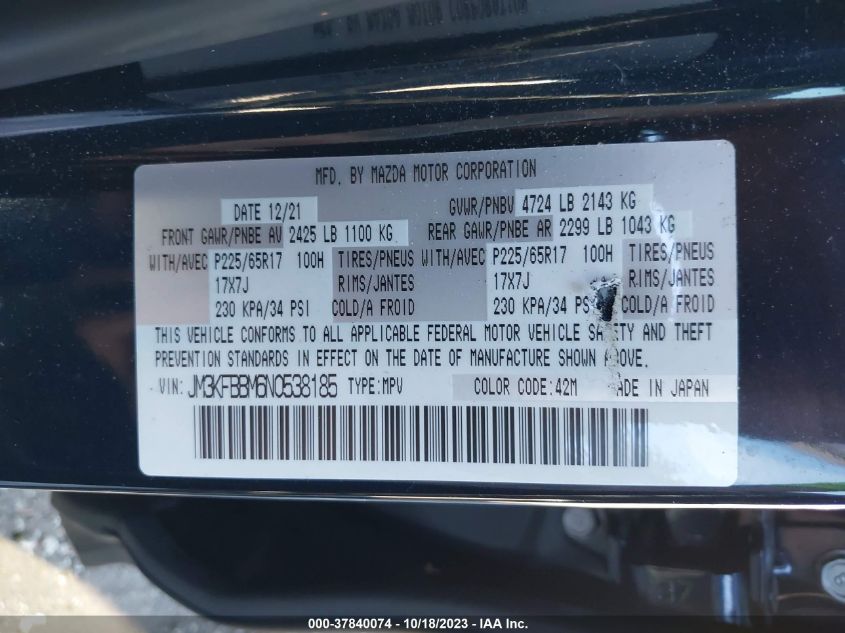 MFD. BY MAZDA MOTOR CORPORATION
DATE 12/21 GVWR/PNBV 4724 LB 2143 KG
FRONT GAWR/PNBE AV 2425 LB 1100 KG REAR GAWR/PNBE AR 2299 LB 1043 KG
WITH/AVEC P225/65R17 100H TIRES/PNEUS WITH/AVEC P225/65R17 100H TIRES/PNEUS
17X7J RIMS/JANTES 17X7J RIMS/JANTES
230 KPA/34 PSI COLD/A FROID 230 KPA/34 PS COLD/A FROID
THIS VEHICLE CONFORMS TO ALL APPLICABLE FEDERAL MOTOR VEHICLE SAFETY AND THEFT
PREVENTION STANDARDS IN EFFECT ON THE DATE OF MANUFACTURE SHOWN ABOVE.
VIN: JM3KFBBM6N0538185 TYPE:MPV COLOR CODE:42M MADE IN JAPAN
000-37840074 - 10/18/2023 - IAA Inc.